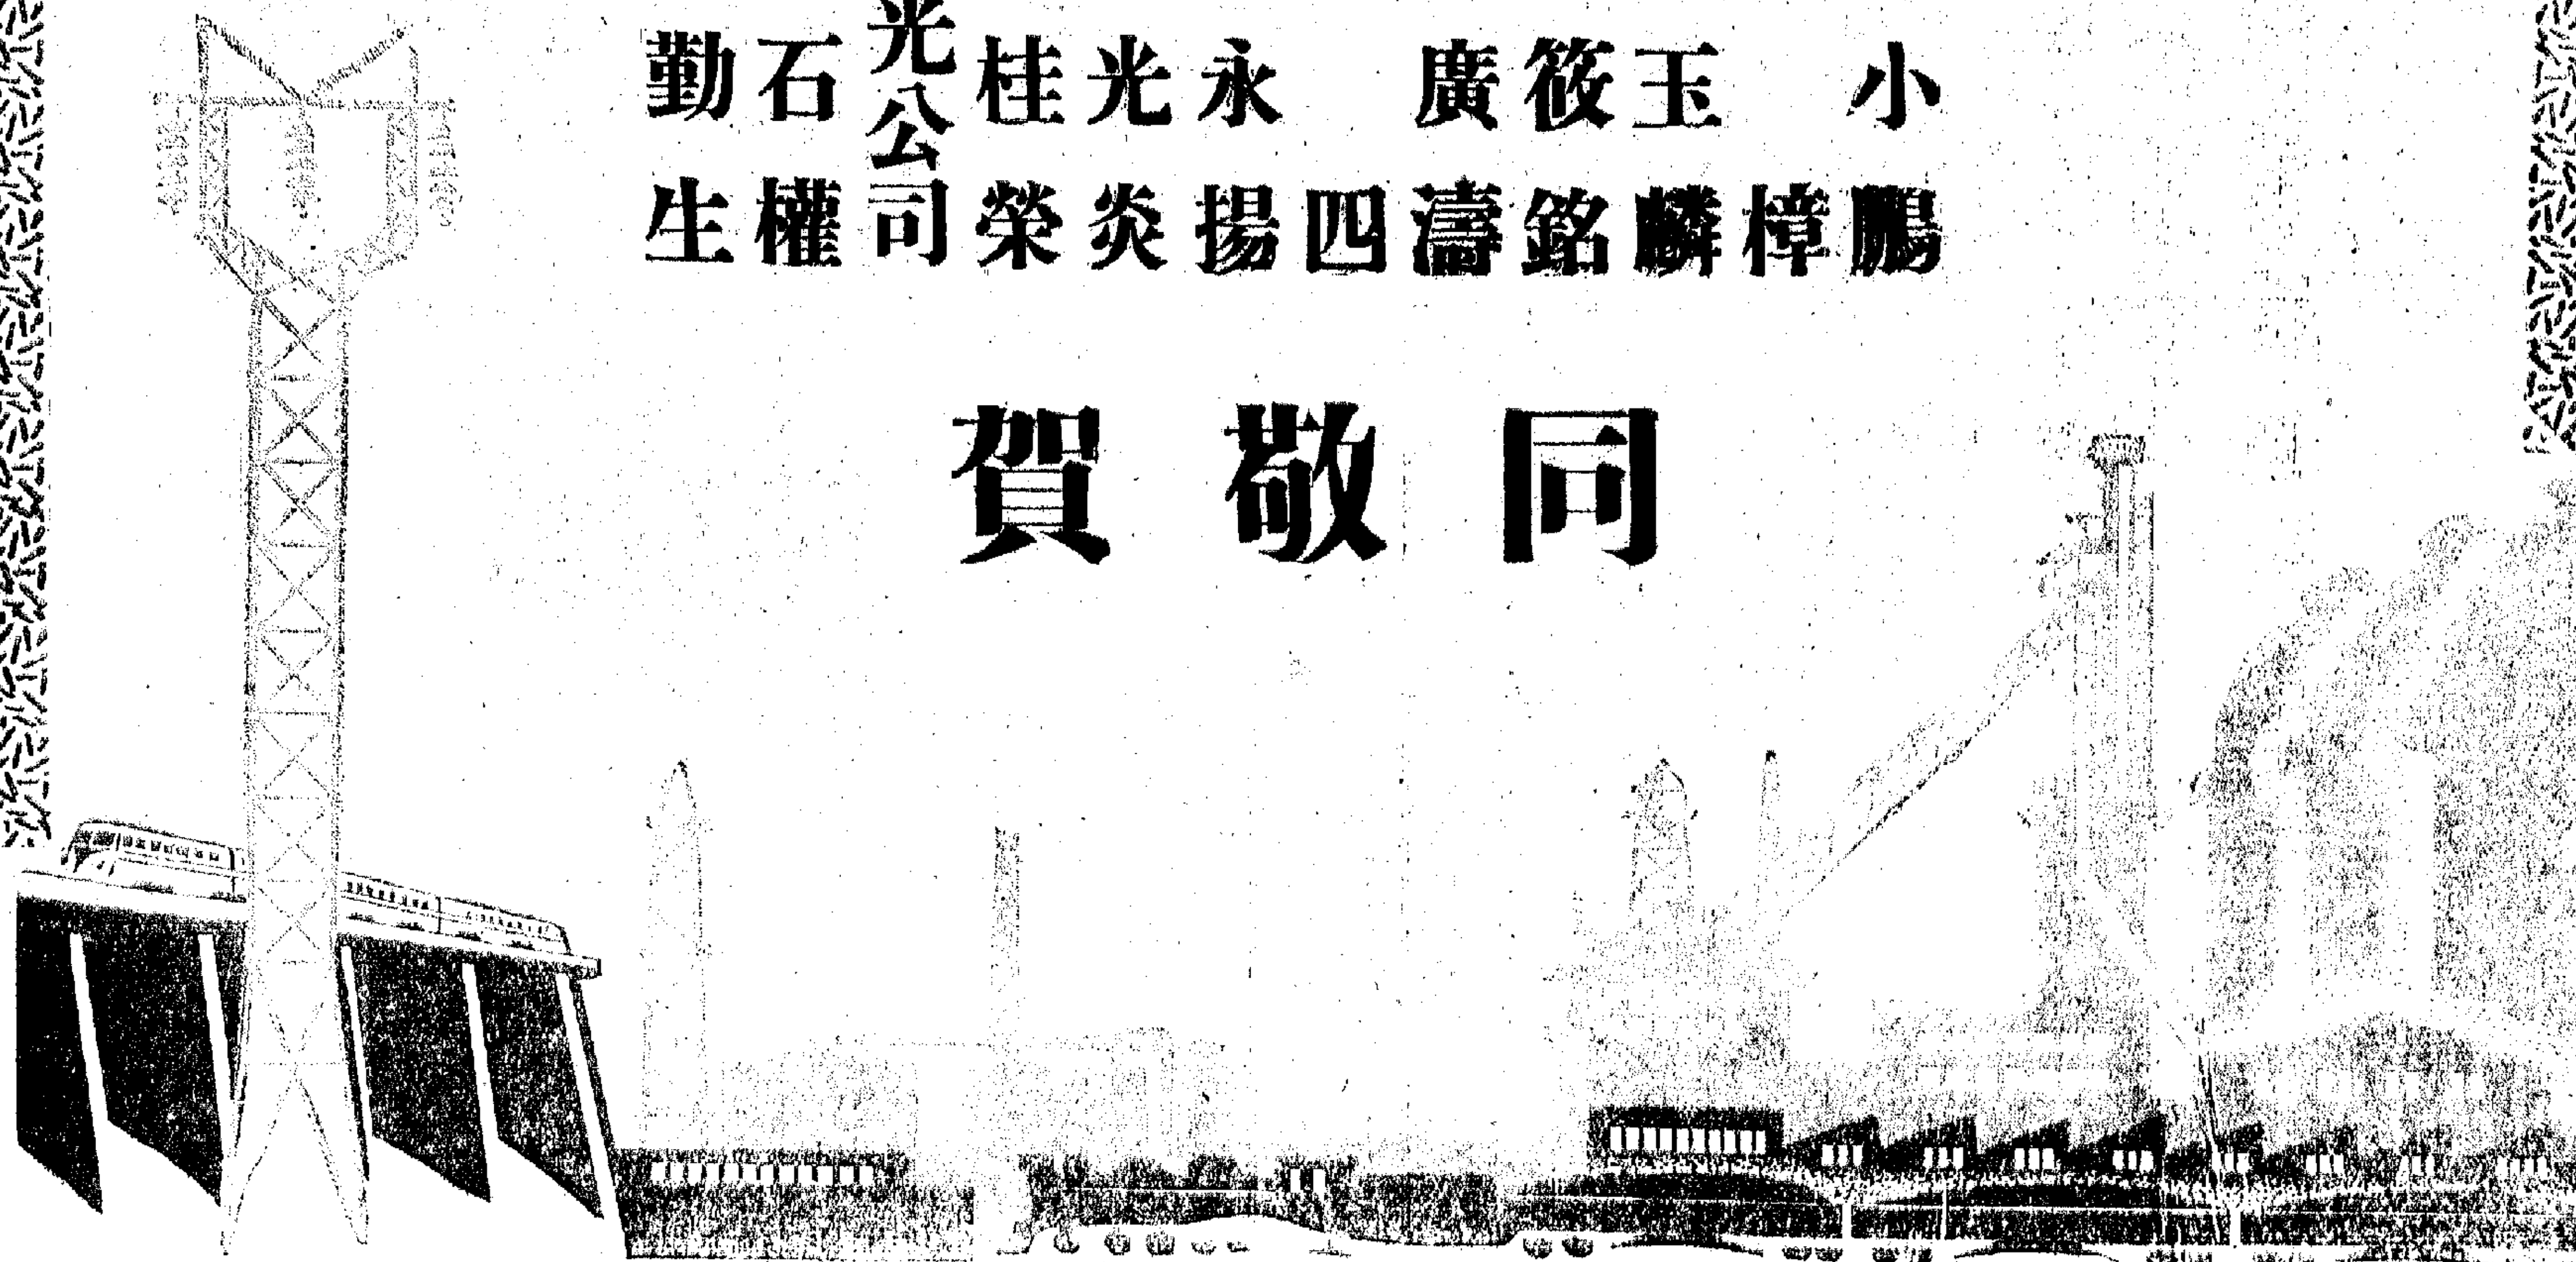 小鵬
樟
玉麟
筱銘
廣濤
四
永揚
光炎
桂榮
光公司
石權
勤生
同敬賀